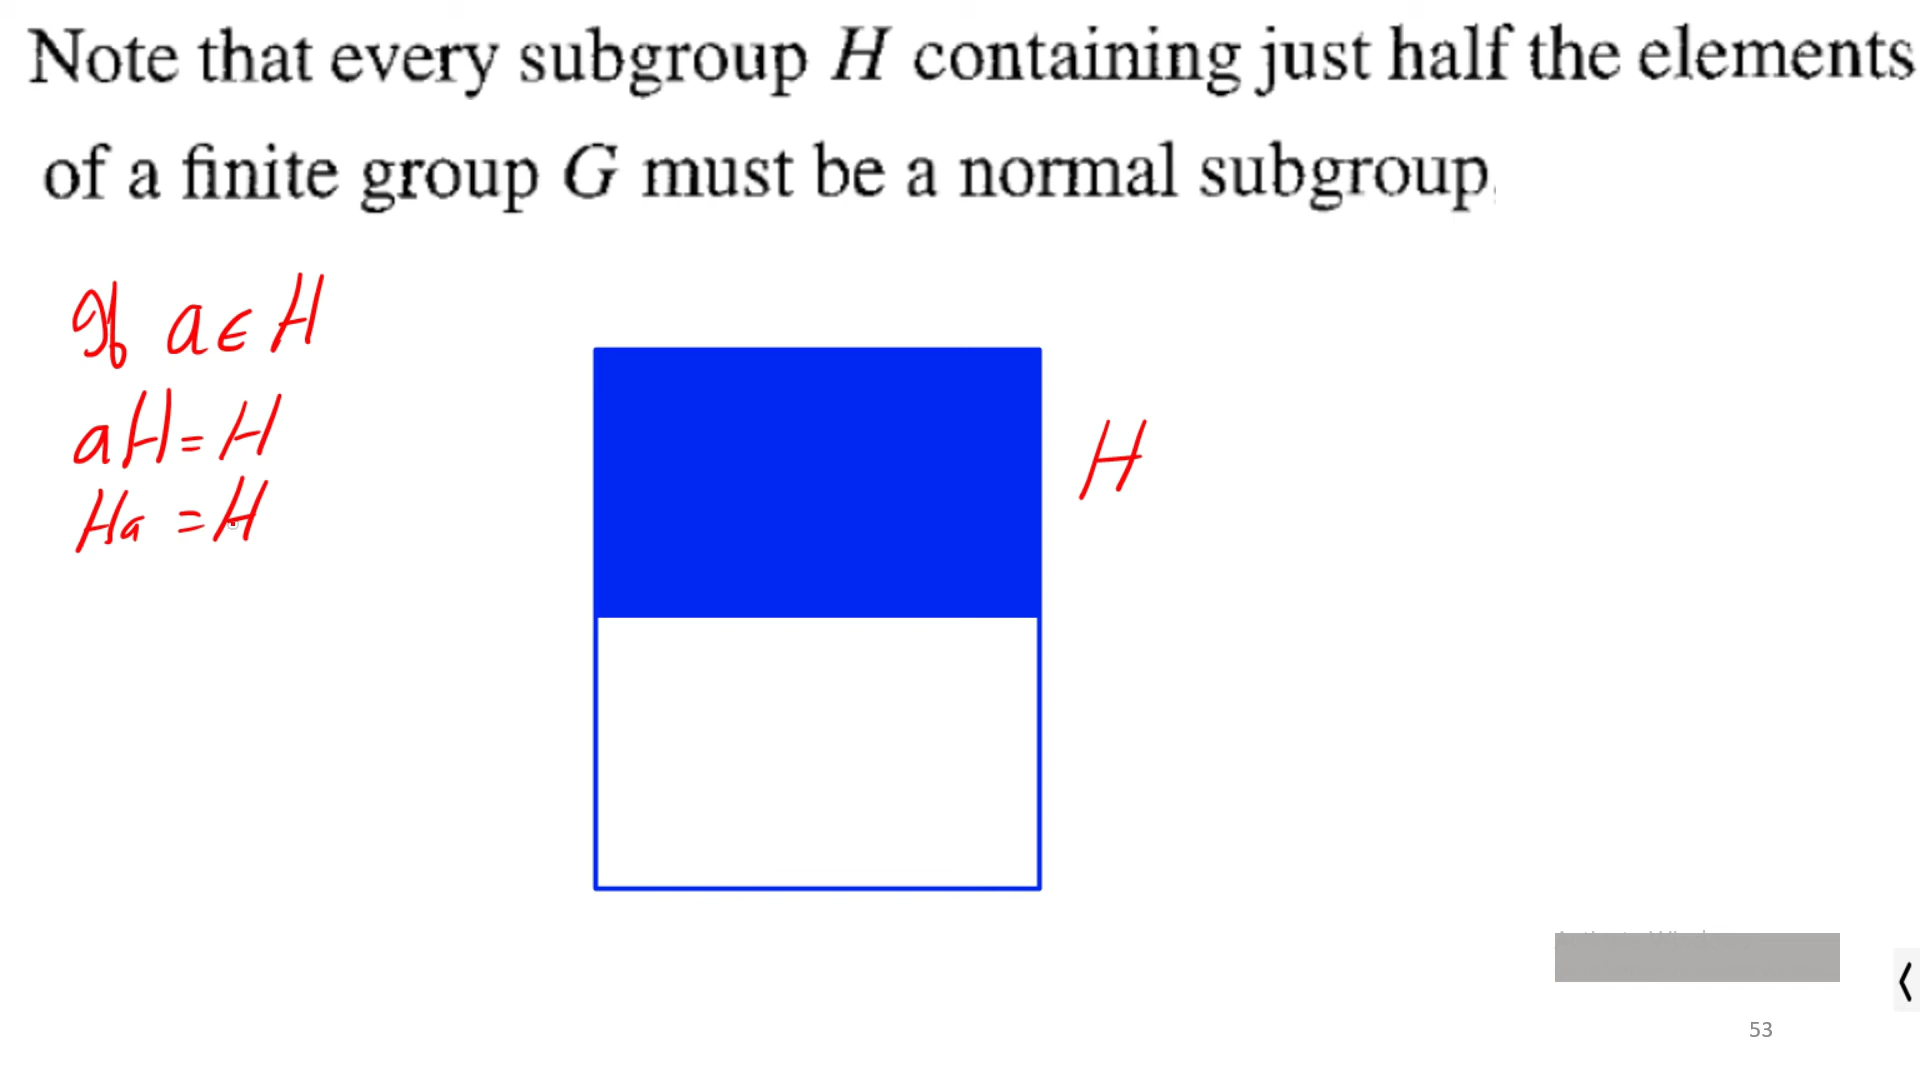 Note that every subgroup H containing just half the elements
of a finite group G must be a normal subgroup
If a ∈ H
aH = H
Ha = H
H
53